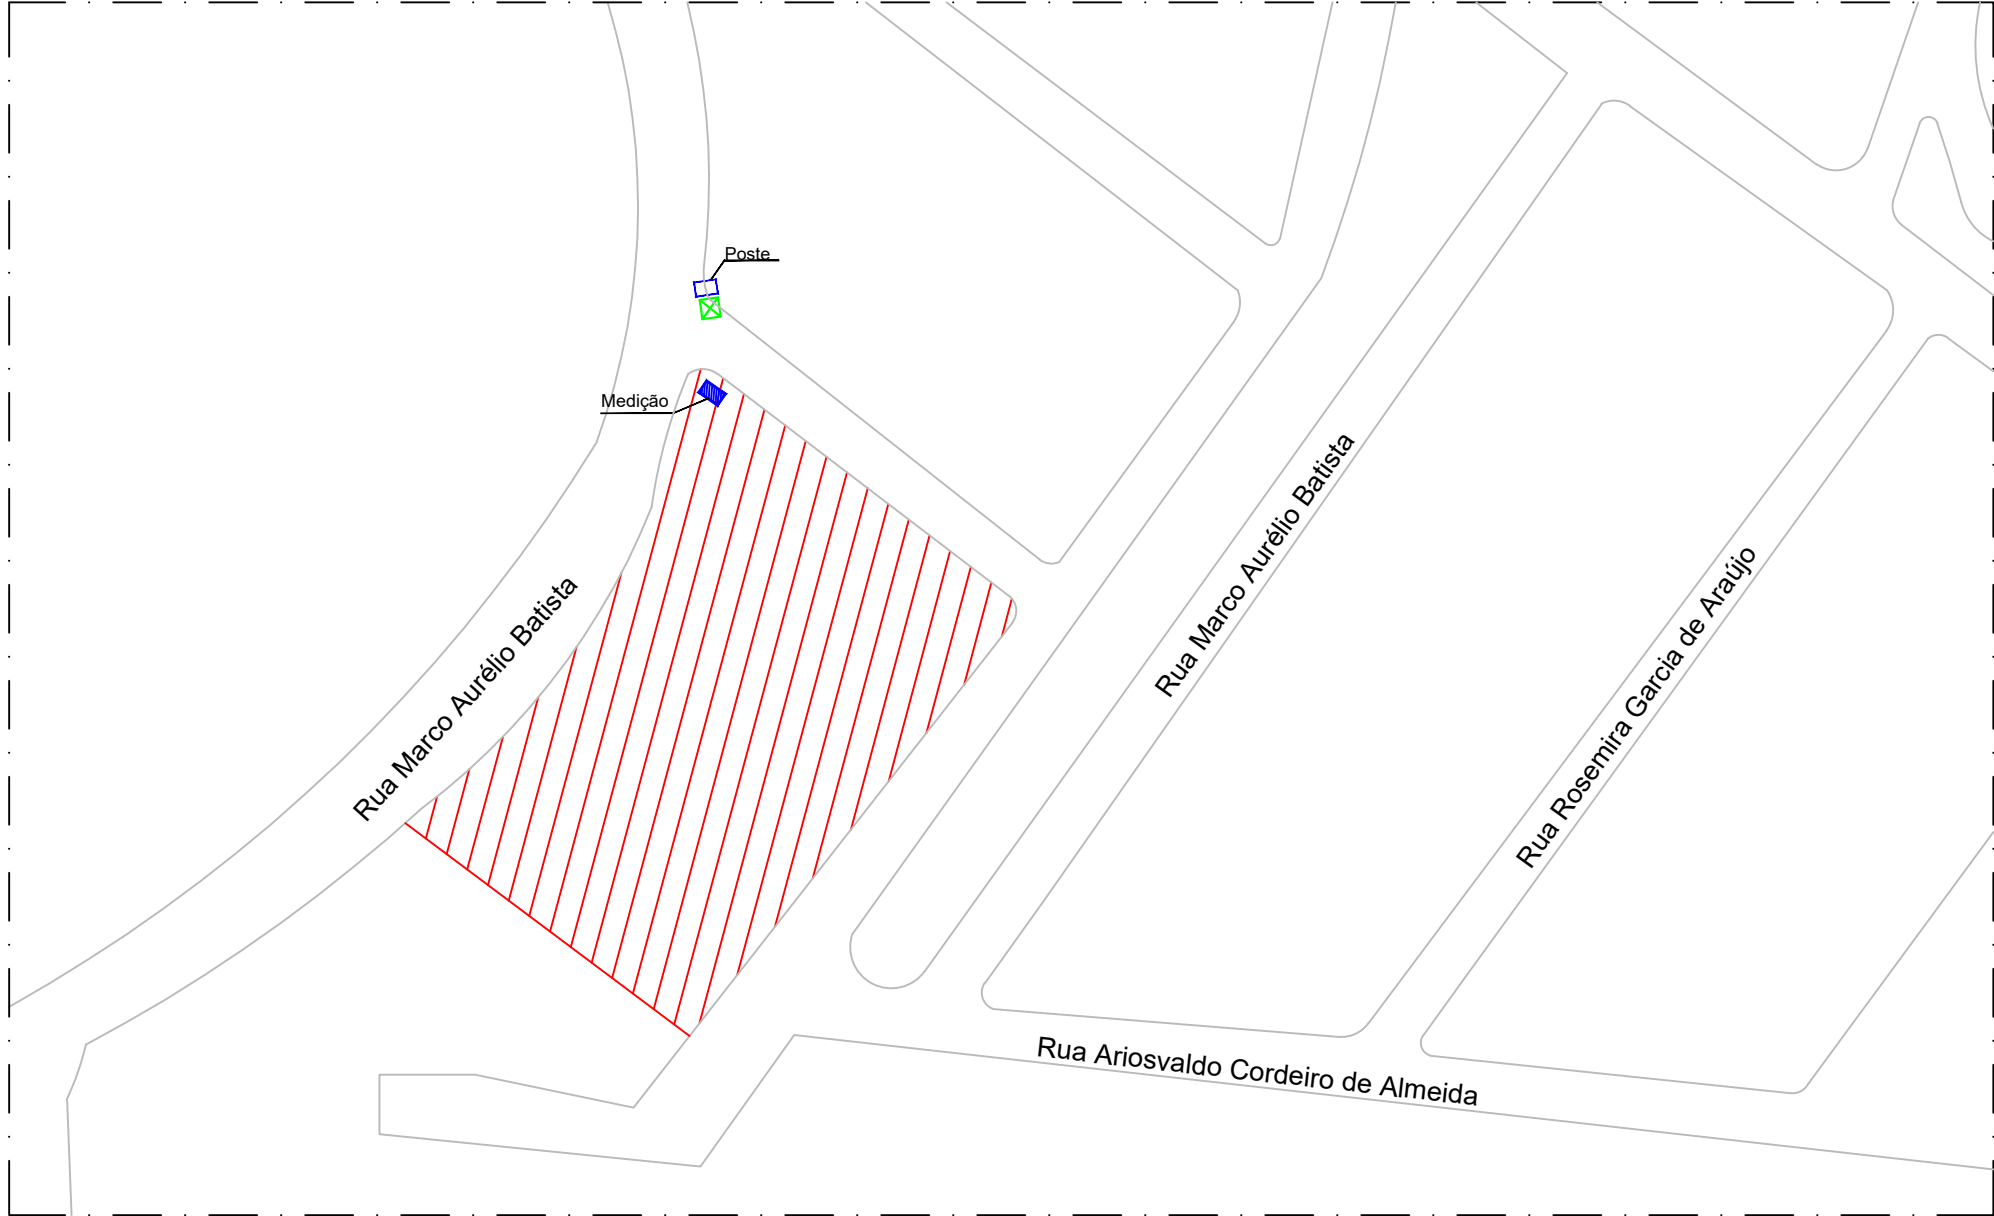 Poste
Medição
Rua Marco Aurélio Batista
Rua Marco Aurélio Batista
Rua Rosemira Garcia de Araújo
Rua Ariosvaldo Cordeiro de Almeida